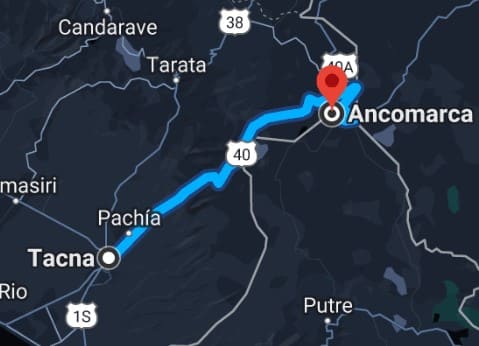 38
Candarave
Tarata
40A
Ancomarca
40
masiri
Pachía
Tacna
Rio
1S
Putre